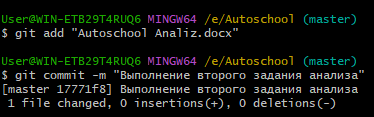 User@WIN-ETB29T4RUQ6 MINGW64 /e/Autoschool (master)
$ git add "Autoschool Analiz.docx"
User@WIN-ETB29T4RUQ6 MINGW64 /e/Autoschool (master)
$ git commit -m "Выполнение второго задания анализа"
[master 17771f8] Выполнение второго задания анализа
1 file changed, 0 insertions(+), 0 deletions(-)